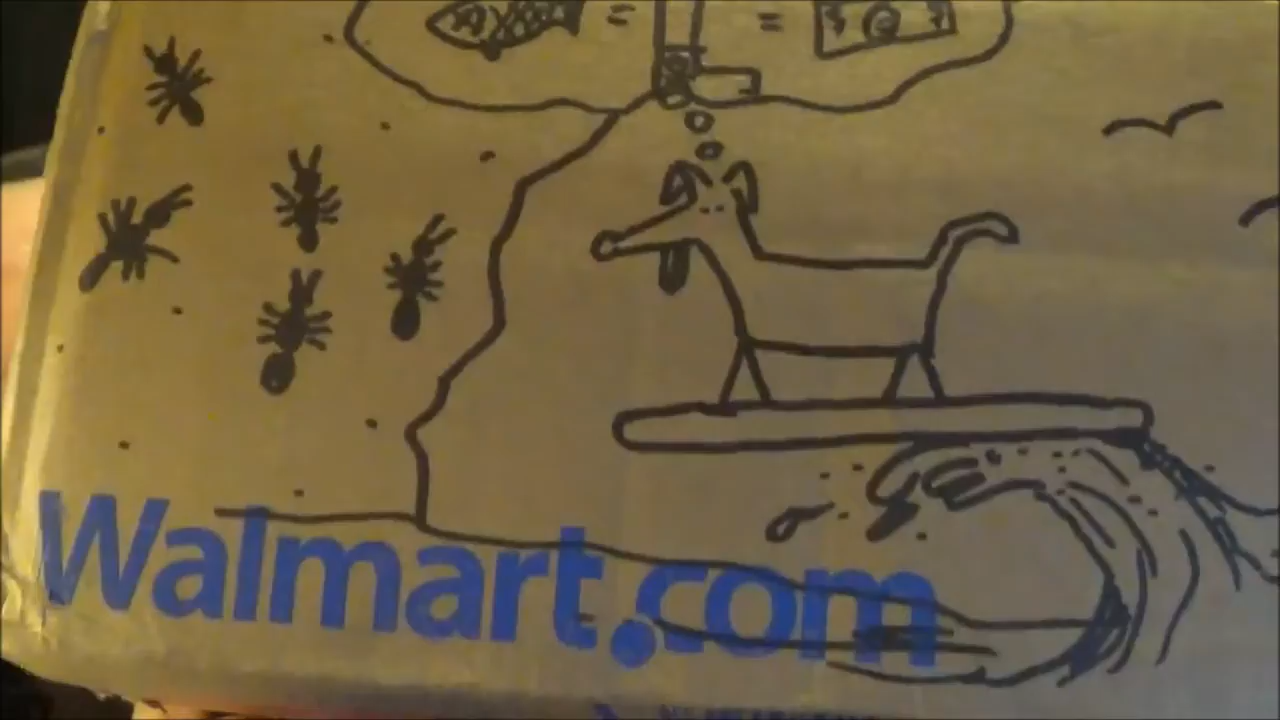 = =
$ $
Walmart.com